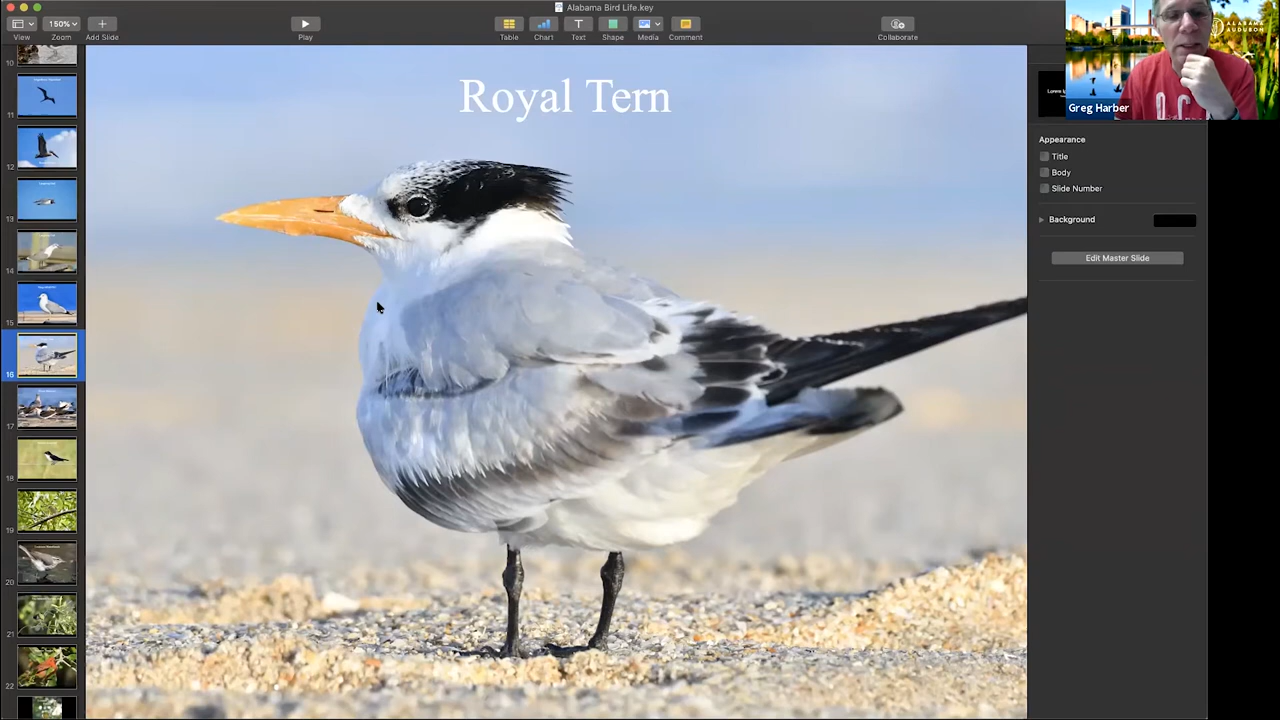 Alabama Bird Life.key
150%
View
Zoom
Add Slide
Play
Table
Chart
Text
Shape
Media
Comment
Collaborate
ALABAMA
AUDUBON
Greg Harber
Royal Tern
Appearance
Title
Body
Slide Number
Background
Edit Master Slide
10
11
12
13
14
15
16
17
18
19
20
21
22